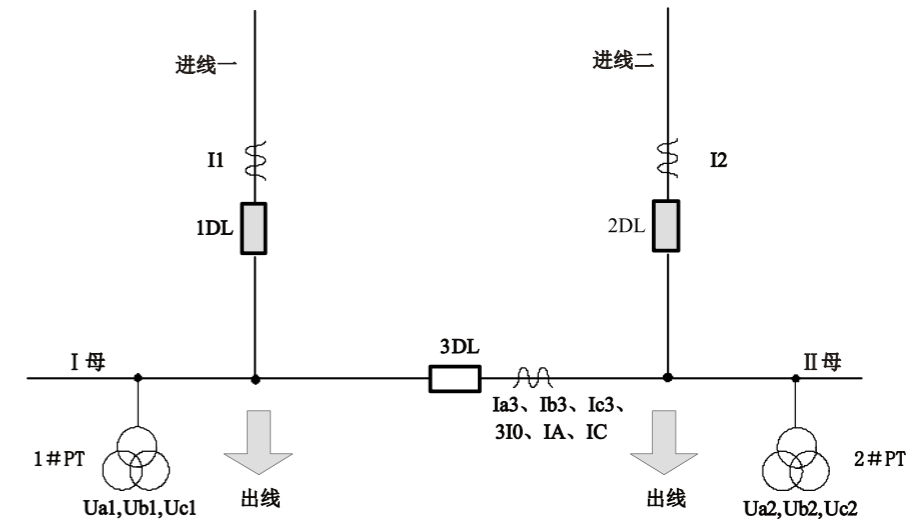 进线一
进线二
I1
I2
1DL
2DL
3DL
I 母
II 母
Ia3、Ib3、Ic3、
3I0、IA、IC
1#PT
2#PT
Ua1,Ub1,Uc1
出线
出线
Ua2,Ub2,Uc2